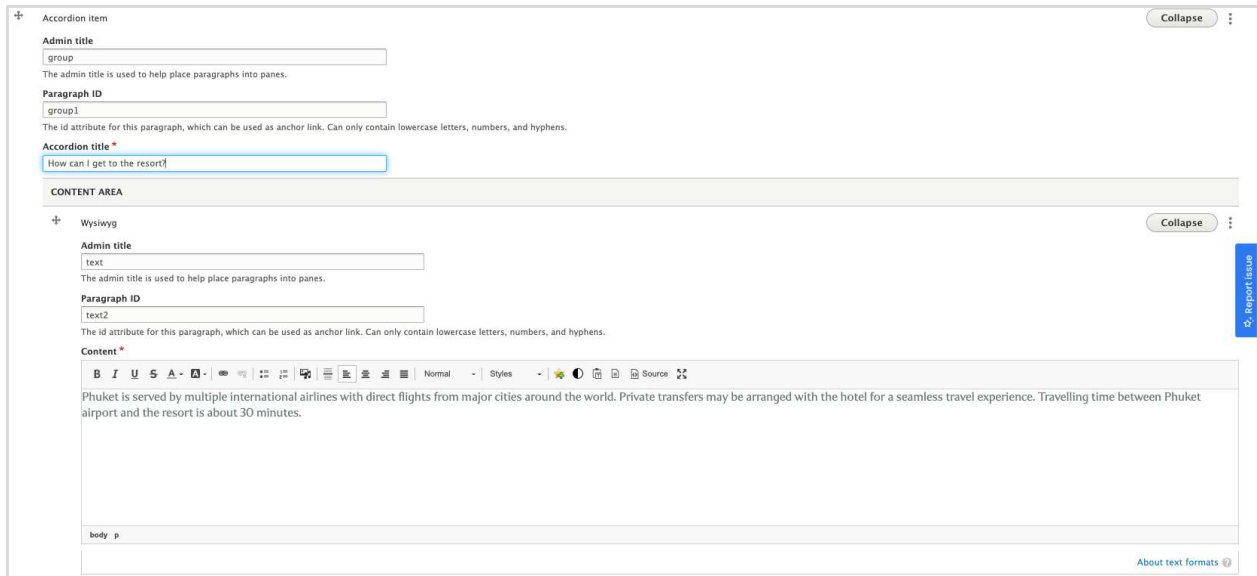 Accordion item
Collapse
Admin title
group
The admin title is used to help place paragraphs into panes.
Paragraph ID
group1
The id attribute for this paragraph, which can be used as anchor link. Can only contain lowercase letters, numbers, and hyphens.
Accordion title *
How can I get to the resort?
CONTENT AREA
Wysiwyg
Collapse
Admin title
text
The admin title is used to help place paragraphs into panes.
Report issue
Paragraph ID
text2
The id attribute for this paragraph, which can be used as anchor link. Can only contain lowercase letters, numbers, and hyphens.
Content *
B I U S A A Normal Styles Source
Phuket is served by multiple international airlines with direct flights from major cities around the world. Private transfers may be arranged with the hotel for a seamless travel experience. Travelling time between Phuket
airport and the resort is about 30 minutes.
body p
About text formats